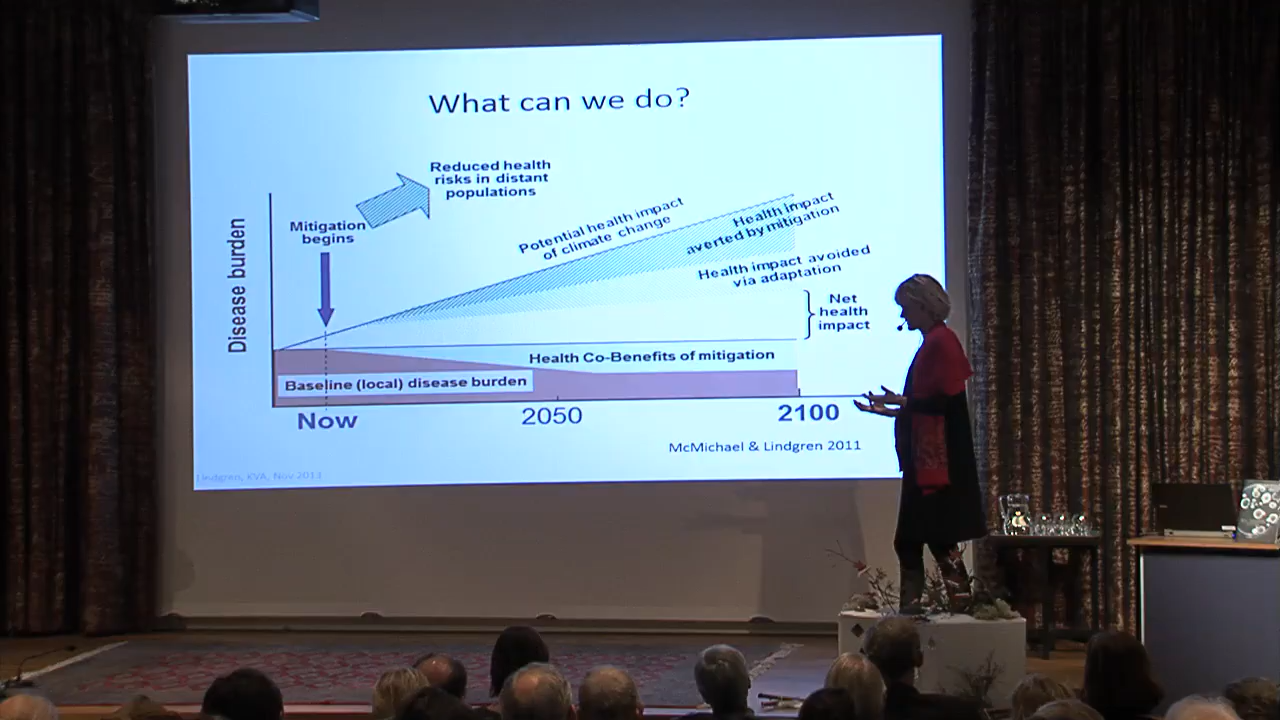 What can we do?
Reduced health
risks in distant
populations
Mitigation
begins
Disease burden
Potential health impact
of climate change
Health impact
averted by mitigation
Health impact avoided
via adaptation
Net
health
impact
Health Co-Benefits of mitigation
Baseline (local) disease burden
Now
2050
2100
McMichael & Lindgren 2011
Lindgren, KVA, Nov 2013